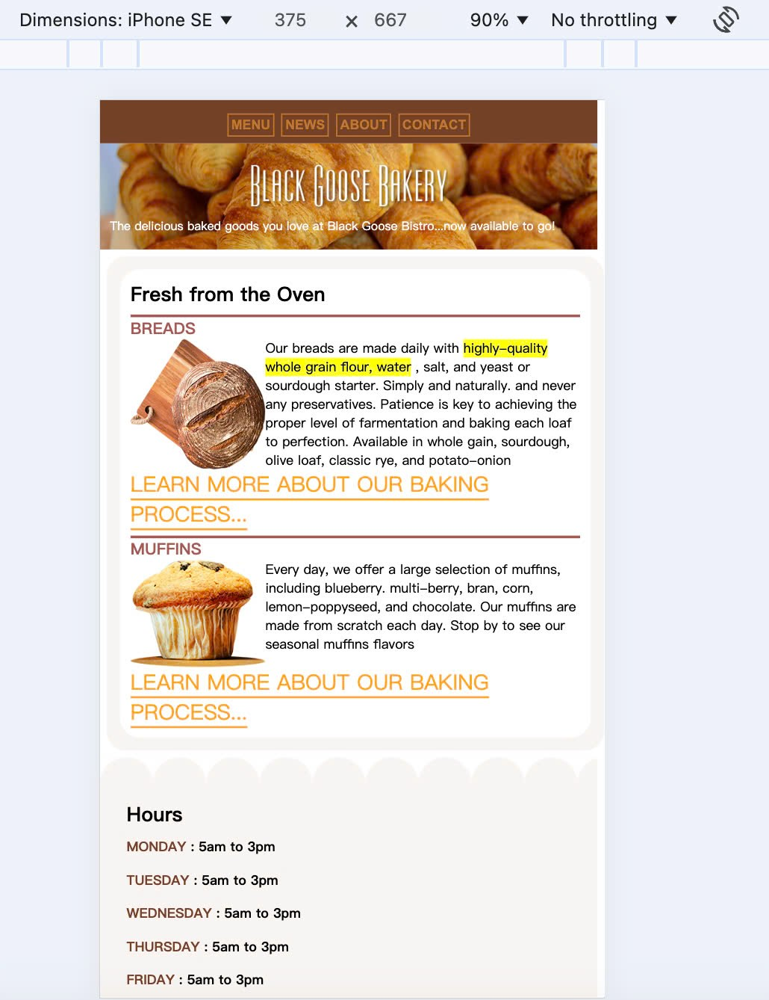 Dimensions: iPhone SE ▼ 375 × 667 90% ▼ No throttling ▼
MENU NEWS ABOUT CONTACT
BLACK GOOSE BAKERY
The delicious baked goods you love at Black Goose Bistro...now available to go!
Fresh from the Oven
BREADS
Our breads are made daily with highly-quality
whole grain flour, water , salt, and yeast or
sourdough starter. Simply and naturally. and never
any preservatives. Patience is key to achieving the
proper level of farmentation and baking each loaf
to perfection. Available in whole gain, sourdough,
olive loaf, classic rye, and potato-onion
LEARN MORE ABOUT OUR BAKING
PROCESS...
MUFFINS
Every day, we offer a large selection of muffins,
including blueberry. multi-berry, bran, corn,
lemon-poppyseed, and chocolate. Our muffins are
made from scratch each day. Stop by to see our
seasonal muffins flavors
LEARN MORE ABOUT OUR BAKING
PROCESS...
Hours
MONDAY : 5am to 3pm
TUESDAY : 5am to 3pm
WEDNESDAY : 5am to 3pm
THURSDAY : 5am to 3pm
FRIDAY : 5am to 3pm